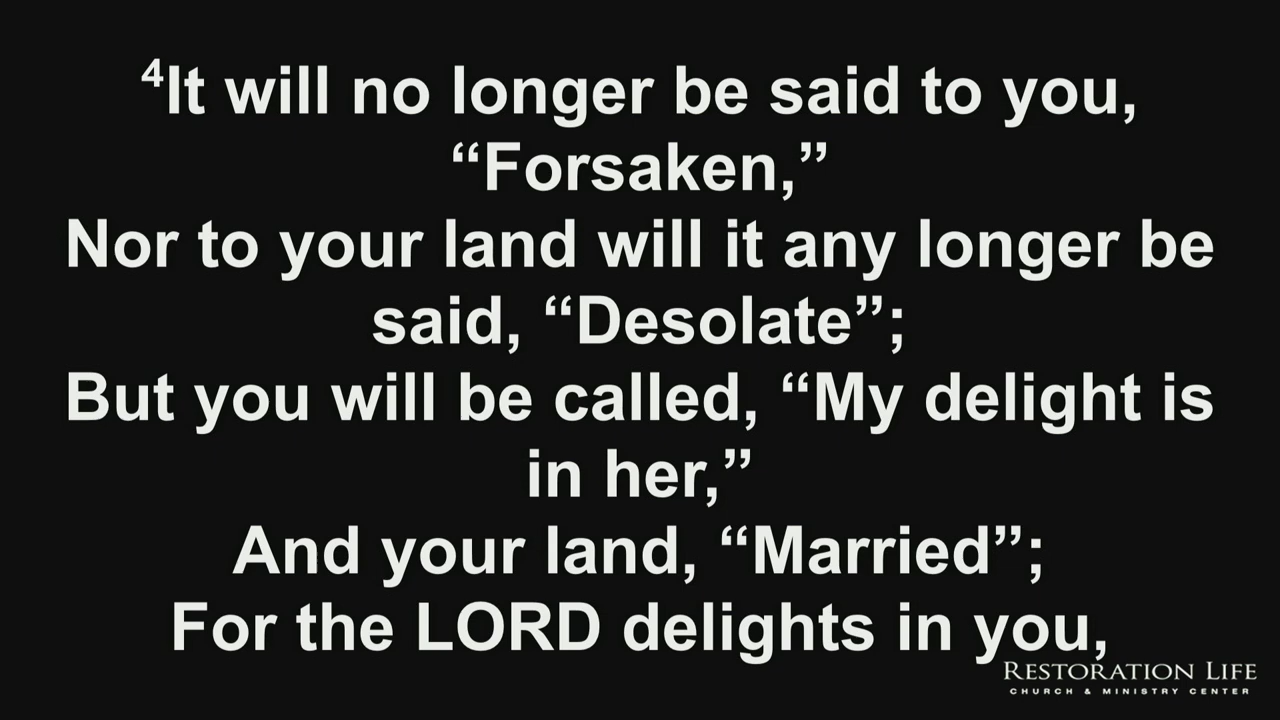 ⁴It will no longer be said to you,
“Forsaken,”
Nor to your land will it any longer be
said, “Desolate”;
But you will be called, “My delight is
in her,”
And your land, “Married”;
For the LORD delights in you,
RESTORATION LIFE
CHURCH & MINISTRY CENTER